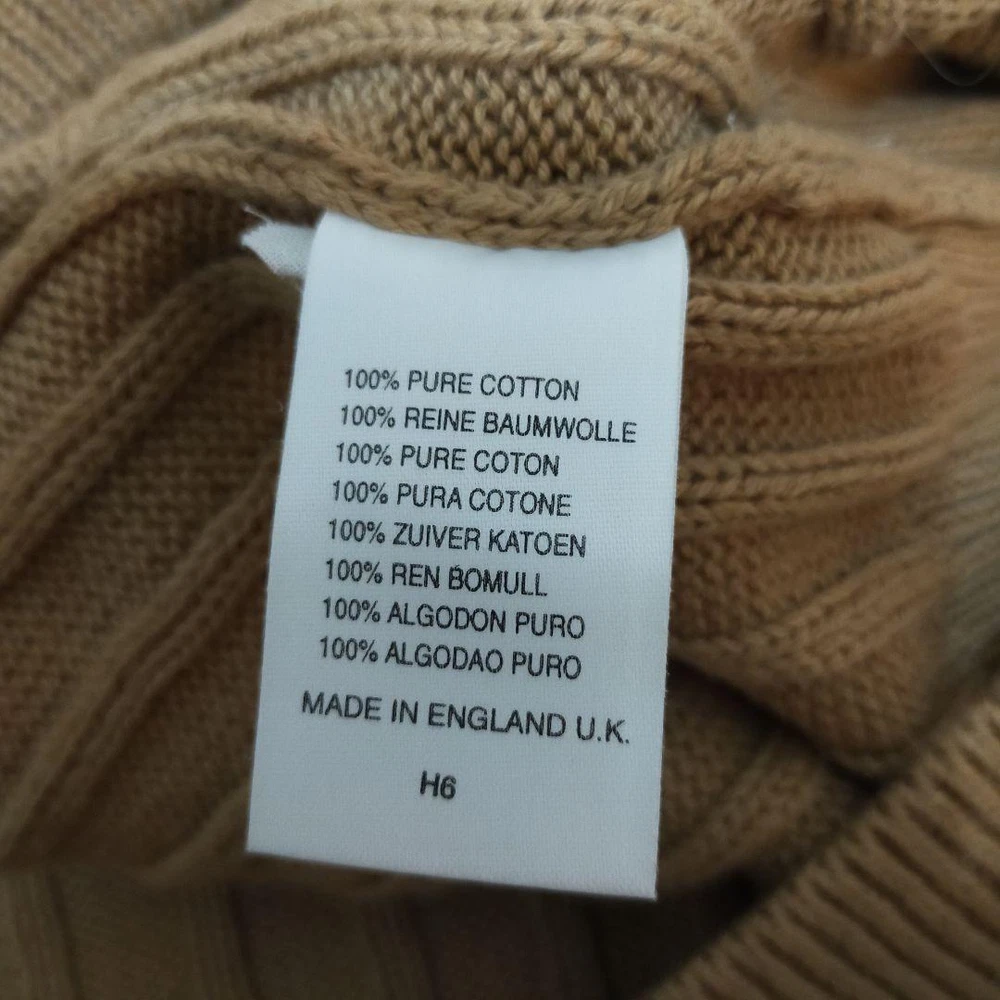 100% PURE COTTON
100% REINE BAUMWOLLE
100% PURE COTON
100% PURA COTONE
100% ZUIVER KATOEN
100% REN BOMULL
100% ALGODON PURO
100% ALGODAO PURO
MADE IN ENGLAND U.K.
H6